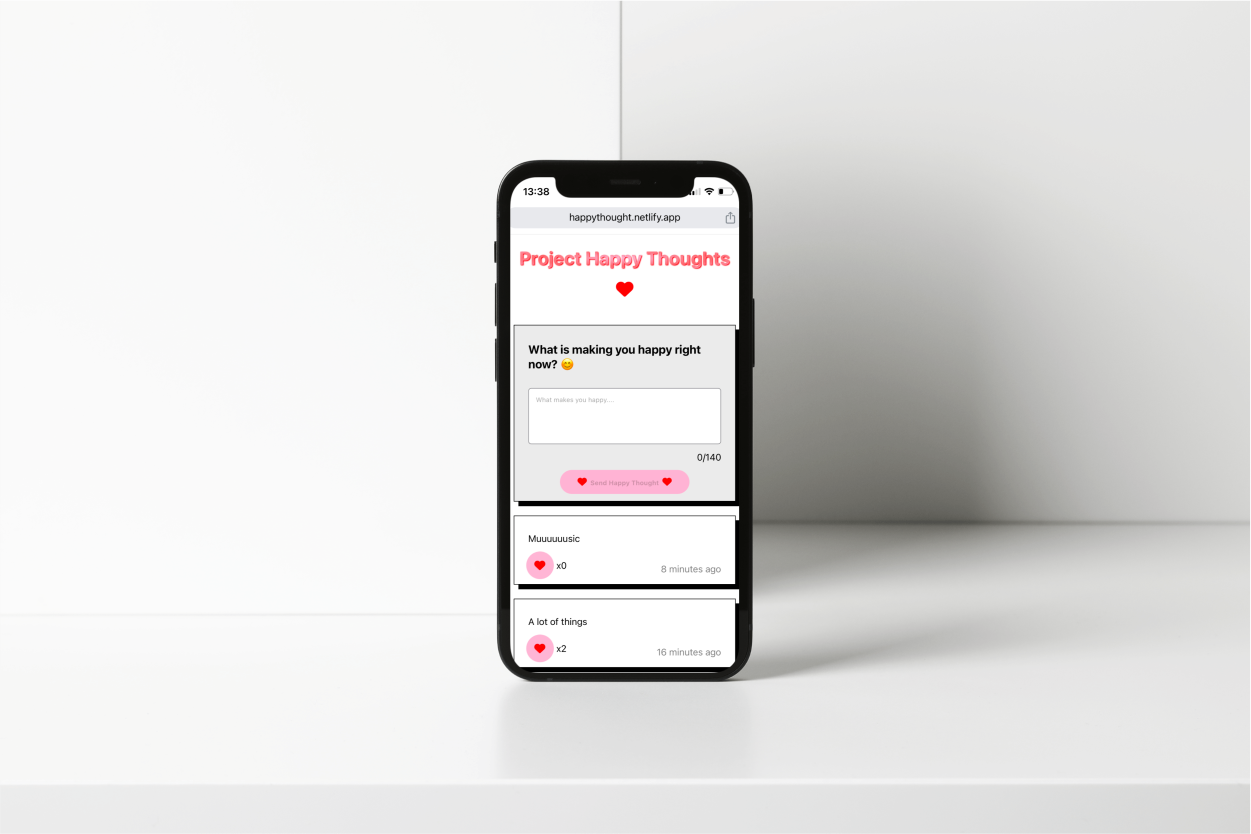 13:38
happythought.netlify.app
Project Happy Thoughts
What is making you happy right
now? 😊
What makes you happy....
0/140
Send Happy Thought
Muuuuuusic
x0
8 minutes ago
A lot of things
x2
16 minutes ago